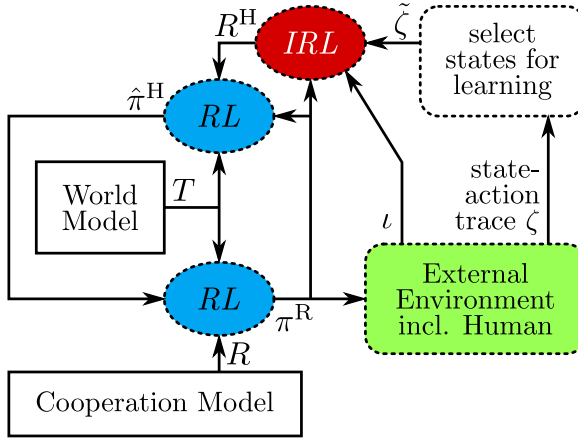 R^H
IRL
ζ̃
select
states for
learning
π̂^H
RL
World
Model
T
state-
action
trace ζ
ι
RL
π^R
External
Environment
incl. Human
R
Cooperation Model